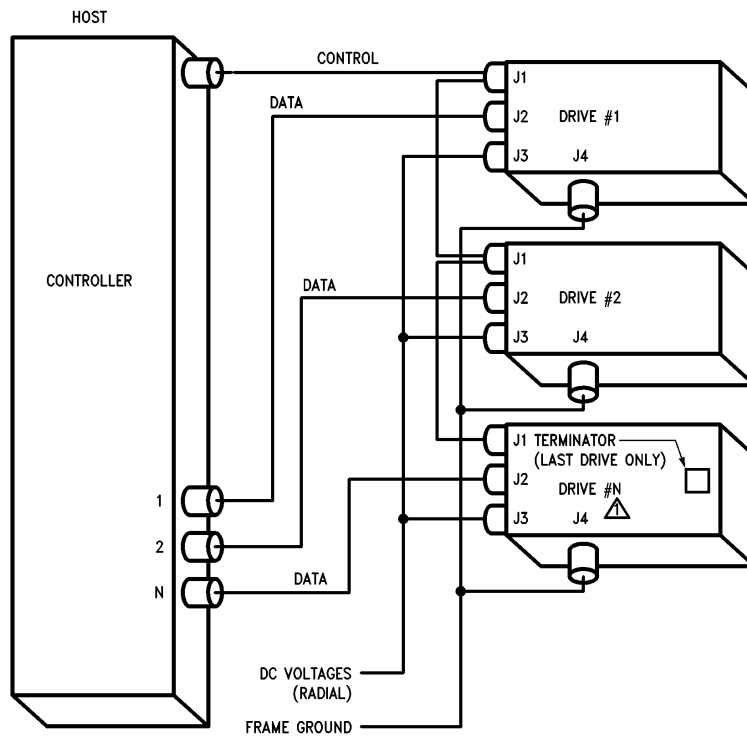 HOST
CONTROLLER
1
2
N
CONTROL
DATA
DATA
DATA
J1
J2 DRIVE #1
J3 J4
J1
J2 DRIVE #2
J3 J4
J1 TERMINATOR
(LAST DRIVE ONLY)
J2
DRIVE #N
J3 J4 1
DC VOLTAGES
(RADIAL)
FRAME GROUND